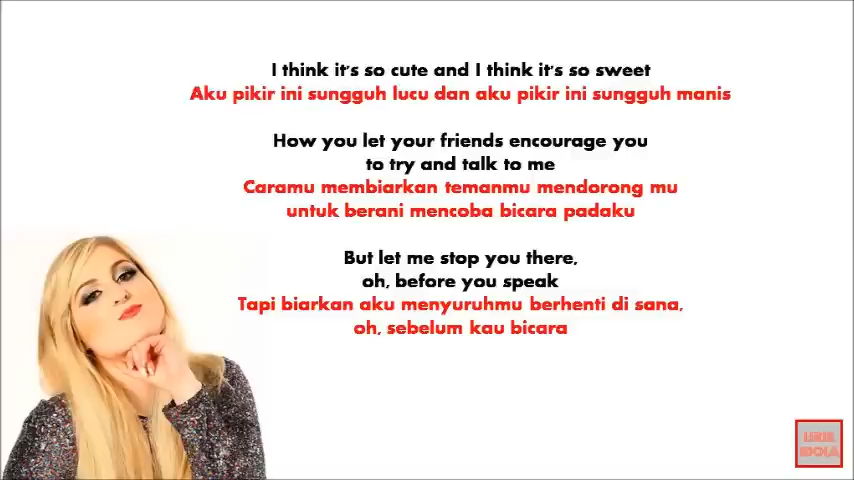 I think it's so cute and I think it's so sweet
Aku pikir ini sungguh lucu dan aku pikir ini sungguh manis
How you let your friends encourage you
to try and talk to me
Caramu membiarkan temanmu mendorong mu
untuk berani mencoba bicara padaku
But let me stop you there,
oh, before you speak
Tapi biarkan aku menyuruhmu berhenti di sana,
oh, sebelum kau bicara
LIRIK
IDOLA